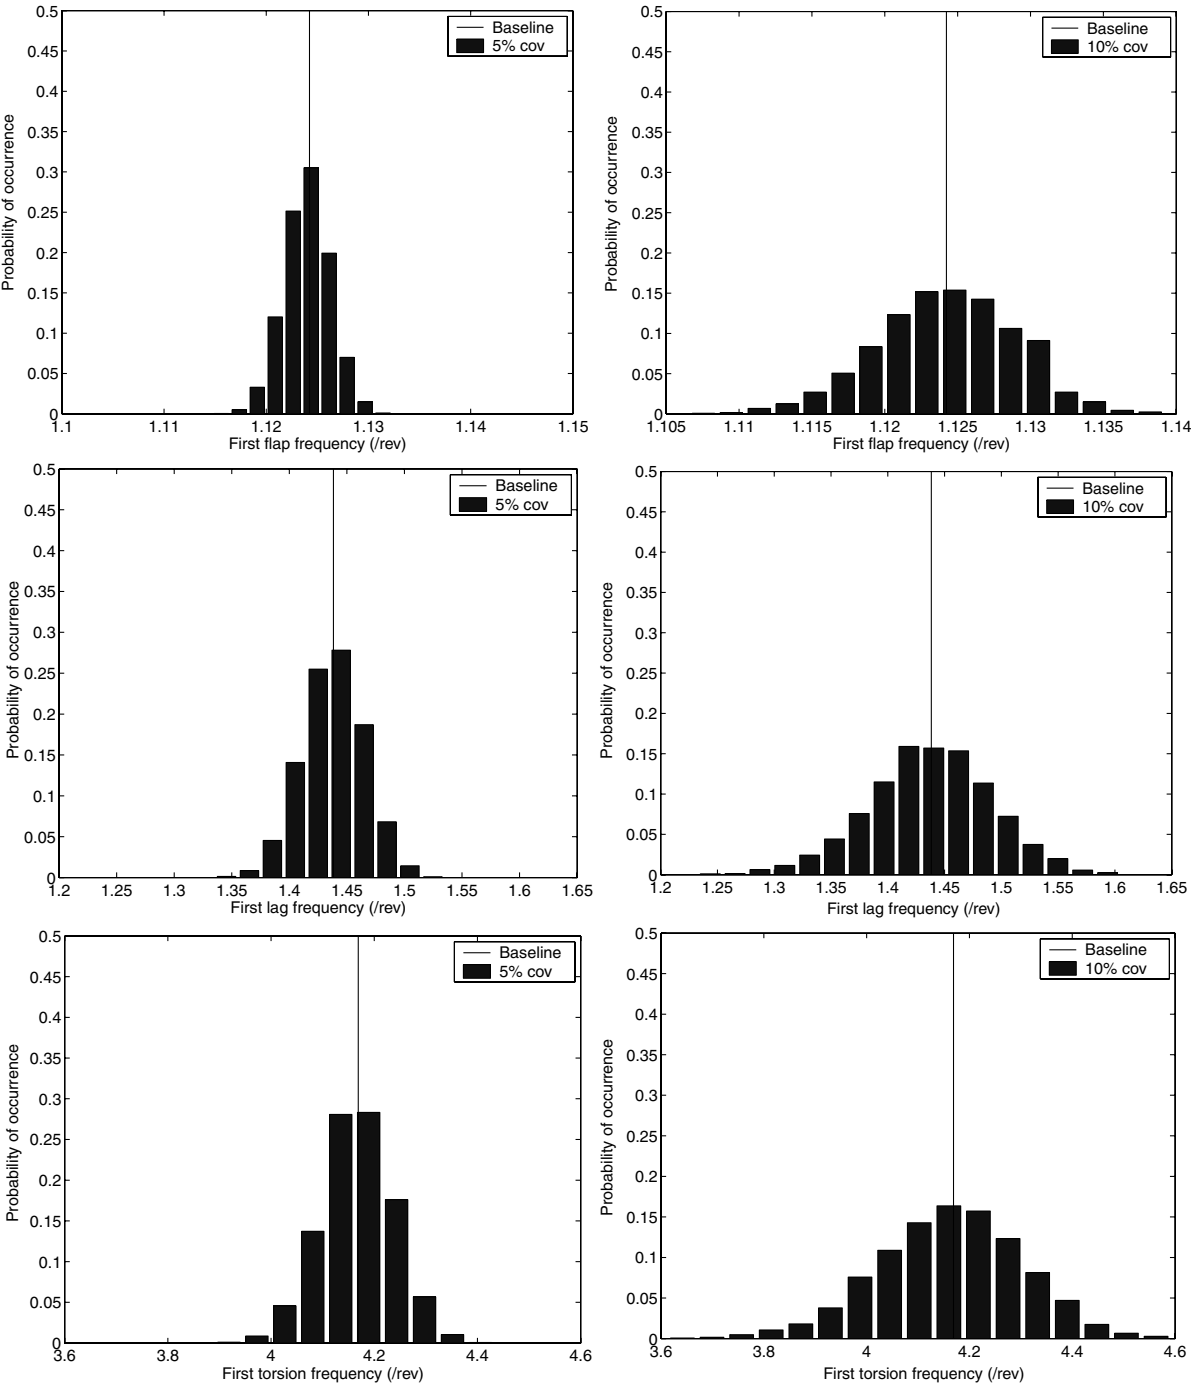 0.5
0.45
0.4
0.35
0.3
0.25
0.2
0.15
0.1
0.05
0
Probability of occurrence
Baseline
5% cov
1.1 1.11 1.12 1.13 1.14 1.15
First flap frequency (/rev)
0.5
0.45
0.4
0.35
0.3
0.25
0.2
0.15
0.1
0.05
0
Probability of occurrence
Baseline
10% cov
1.105 1.11 1.115 1.12 1.125 1.13 1.135 1.14
First flap frequency (/rev)
0.5
0.45
0.4
0.35
0.3
0.25
0.2
0.15
0.1
0.05
0
Probability of occurrence
Baseline
5% cov
1.2 1.25 1.3 1.35 1.4 1.45 1.5 1.55 1.6 1.65
First lag frequency (/rev)
0.5
0.45
0.4
0.35
0.3
0.25
0.2
0.15
0.1
0.05
0
Probability of occurrence
Baseline
10% cov
1.2 1.25 1.3 1.35 1.4 1.45 1.5 1.55 1.6 1.65
First lag frequency (/rev)
0.5
0.45
0.4
0.35
0.3
0.25
0.2
0.15
0.1
0.05
0
Probability of occurrence
Baseline
5% cov
3.6 3.8 4 4.2 4.4 4.6
First torsion frequency (/rev)
0.5
0.45
0.4
0.35
0.3
0.25
0.2
0.15
0.1
0.05
0
Probability of occurrence
Baseline
10% cov
3.6 3.8 4 4.2 4.4 4.6
First torsion frequency (/rev)